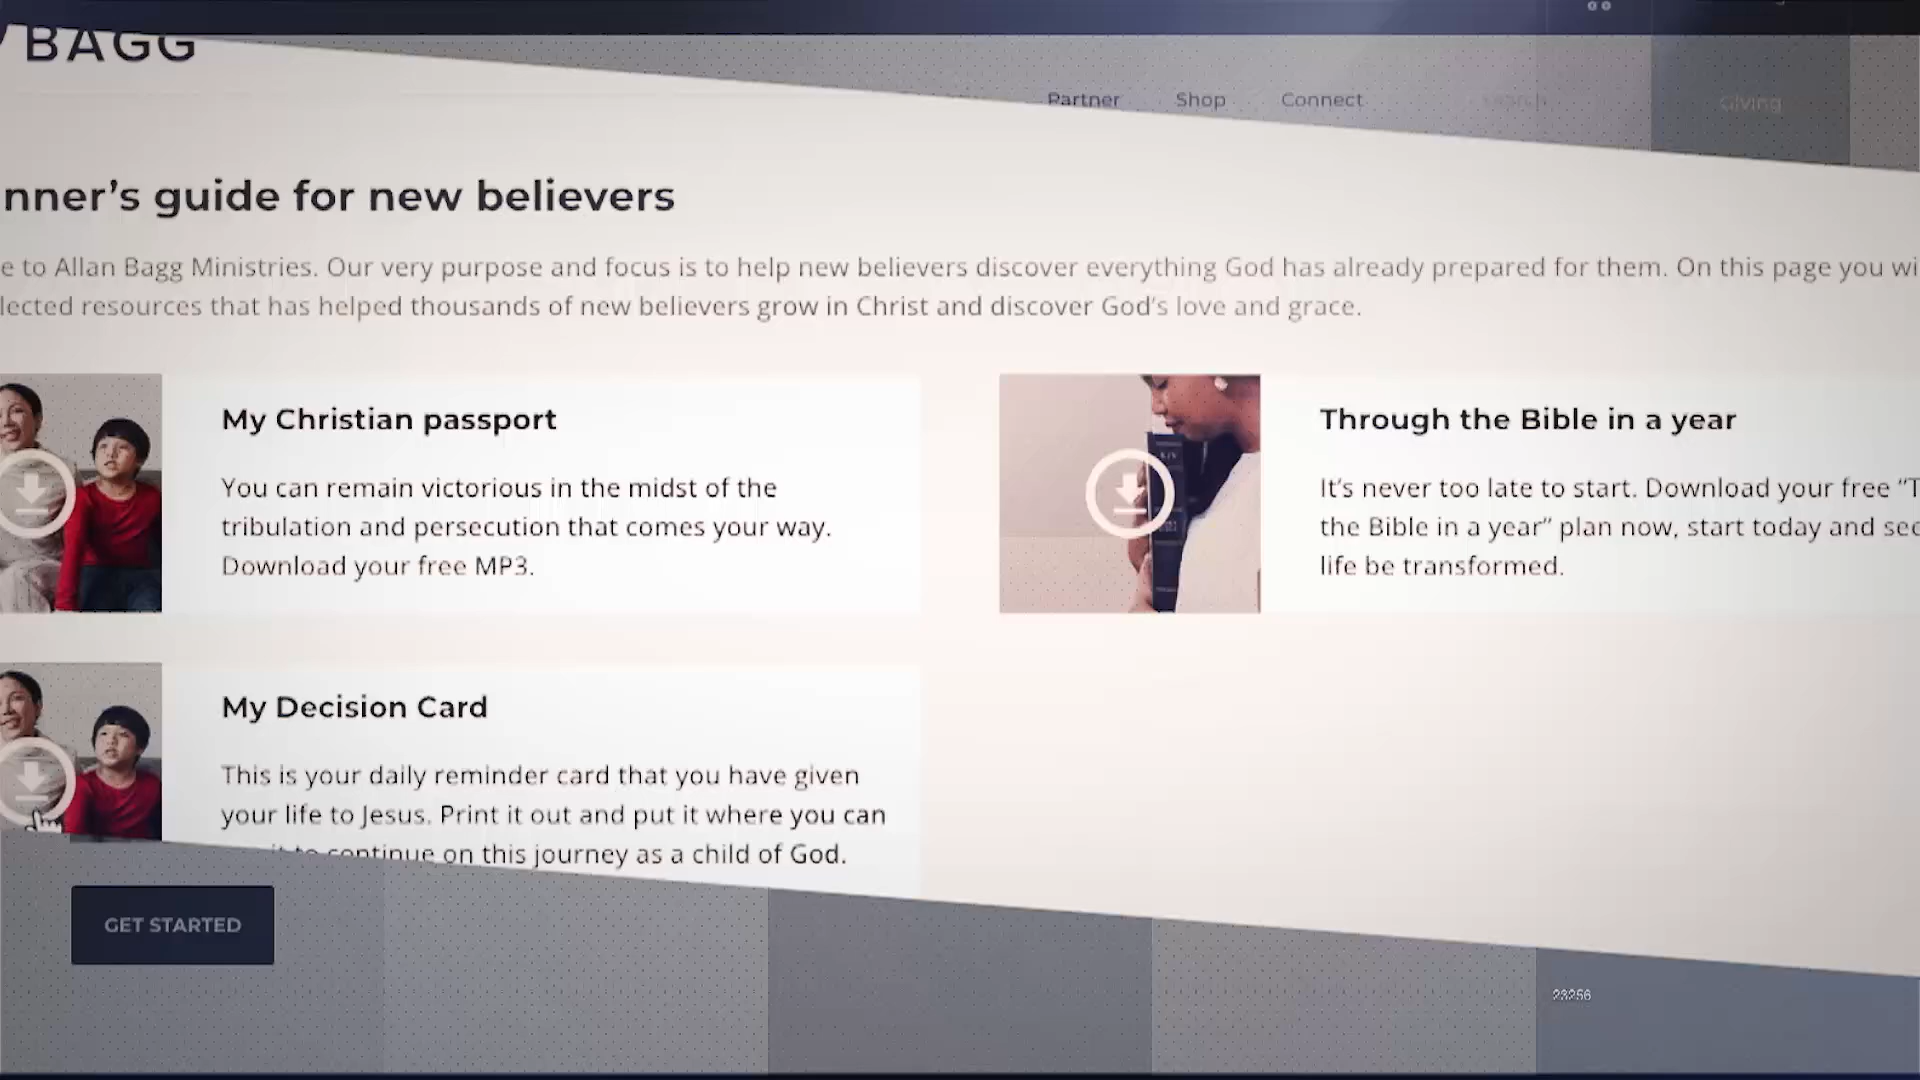 BAGG
Partner Shop Connect Search Giving
nner’s guide for new believers
e to Allan Bagg Ministries. Our very purpose and focus is to help new believers discover everything God has already prepared for them. On this page you wi
lected resources that has helped thousands of new believers grow in Christ and discover God’s love and grace.
My Christian passport
You can remain victorious in the midst of the
tribulation and persecution that comes your way.
Download your free MP3.
Through the Bible in a year
It’s never too late to start. Download your free “T
the Bible in a year” plan now, start today and see
life be transformed.
My Decision Card
This is your daily reminder card that you have given
your life to Jesus. Print it out and put it where you can
it to continue on this journey as a child of God.
GET STARTED
23256